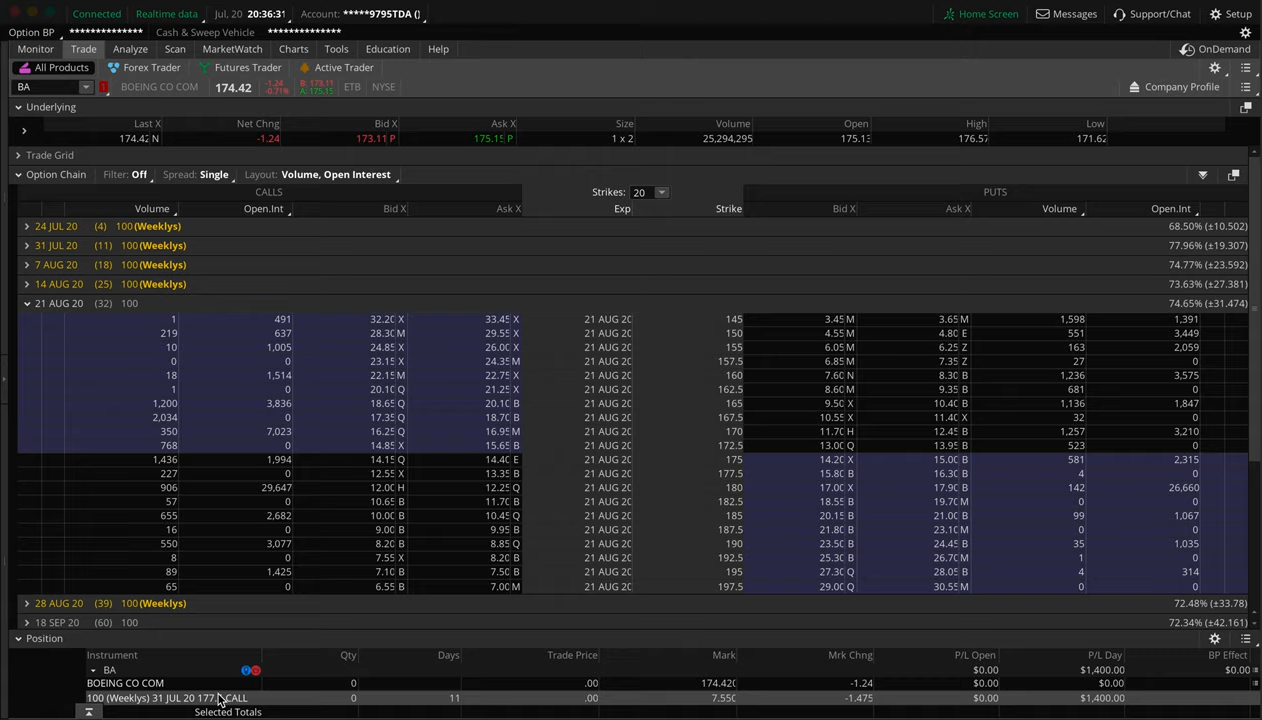 Connected Realtime data Jul, 20 20:36:31 Account: *****9795TDA () Home Screen Messages Support/Chat Setup
Option BP ************** Cash & Sweep Vehicle **************
Monitor Trade Analyze Scan MarketWatch Charts Tools Education Help OnDemand
All Products Forex Trader Futures Trader Active Trader
BA BOEING CO COM 174.42 -1.24 -0.71% B: 173.11 A: 175.15 ETB NYSE Company Profile
Underlying
Last X Net Chng Bid X Ask X Size Volume Open High Low
174.42 N -1.24 173.11 P 175.15 P 1 x 2 25,294,295 175.13 176.57 171.62
Trade Grid
Option Chain Filter: Off Spread: Single Layout: Volume, Open Interest
CALLS Strikes: 20 PUTS
Volume Open.Int Bid X Ask X Exp Strike Bid X Ask X Volume Open.Int
24 JUL 20 (4) 100 (Weeklys) 68.50% (±10.502)
31 JUL 20 (11) 100 (Weeklys) 77.96% (±19.307)
7 AUG 20 (18) 100 (Weeklys) 74.77% (±23.592)
14 AUG 20 (25) 100 (Weeklys) 73.63% (±27.381)
21 AUG 20 (32) 100 74.65% (±31.474)
1 491 32.20 X 33.45 X 21 AUG 20 145 3.45 M 3.65 M 1,598 1,391
219 637 28.30 M 29.55 X 21 AUG 20 150 4.55 M 4.80 E 551 3,449
10 1,005 24.85 X 26.00 X 21 AUG 20 155 6.05 M 6.25 Z 163 2,059
0 0 23.15 X 24.35 M 21 AUG 20 157.5 6.85 M 7.35 Z 27 0
18 1,514 22.15 M 22.75 X 21 AUG 20 160 7.60 N 8.30 B 1,236 3,575
1 0 20.10 Q 21.25 X 21 AUG 20 162.5 8.60 M 9.35 B 681 0
1,200 3,836 18.65 Q 20.10 B 21 AUG 20 165 9.50 X 10.40 B 1,136 1,847
2,034 0 17.35 Q 18.70 B 21 AUG 20 167.5 10.55 X 11.40 X 32 0
350 7,023 16.25 Q 16.95 M 21 AUG 20 170 11.70 H 12.45 B 1,257 3,210
768 0 14.85 X 15.65 B 21 AUG 20 172.5 13.00 Q 13.95 B 523 0
1,436 1,994 14.15 Q 14.40 E 21 AUG 20 175 14.20 X 15.00 B 581 2,315
227 0 12.55 X 13.35 B 21 AUG 20 177.5 15.80 B 16.30 B 4 0
906 29,647 12.00 H 12.25 Q 21 AUG 20 180 17.00 X 17.90 B 142 26,660
57 0 10.65 B 11.70 B 21 AUG 20 182.5 18.55 B 19.70 M 0 0
655 2,682 10.00 B 10.45 Q 21 AUG 20 185 20.15 B 21.00 B 99 1,067
16 0 9.00 B 9.95 B 21 AUG 20 187.5 21.80 B 23.10 M 0 0
550 3,077 8.20 B 8.85 Q 21 AUG 20 190 23.50 B 24.45 B 35 1,035
8 0 7.55 X 8.20 B 21 AUG 20 192.5 25.30 B 26.70 M 1 0
89 1,425 7.10 B 7.50 B 21 AUG 20 195 27.30 Q 28.05 B 4 314
65 0 6.55 B 7.00 M 21 AUG 20 197.5 29.00 Q 30.55 M 0 0
28 AUG 20 (39) 100 (Weeklys) 72.48% (±33.78)
18 SEP 20 (60) 100 72.34% (±42.161)
Position
Instrument Qty Days Trade Price Mark Mrk Chng P/L Open P/L Day BP Effect
BA $0.00 $1,400.00 $0.00
BOEING CO COM 0 .00 174.420 -1.24 $0.00 $0.00
100 (Weeklys) 31 JUL 20 177. CALL 0 11 .00 7.550 -1.475 $0.00 $1,400.00
Selected Totals